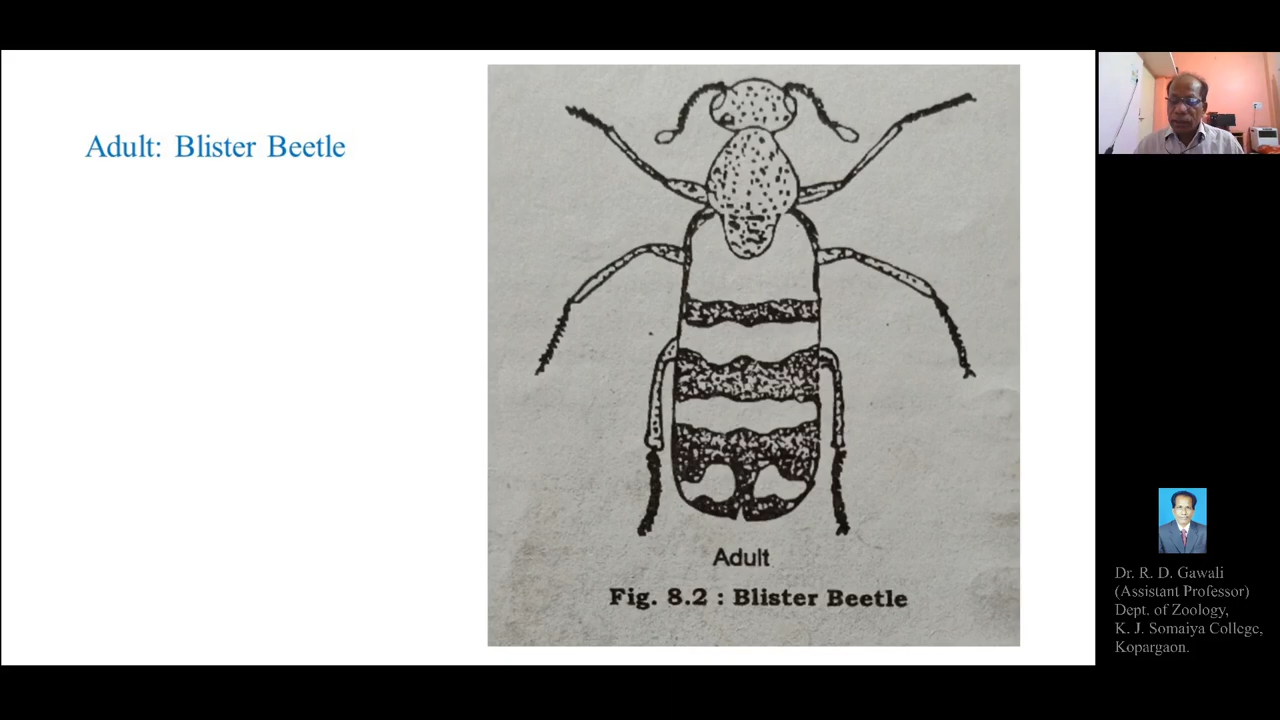 Adult: Blister Beetle
Adult
Fig. 8.2 : Blister Beetle
Dr. R. D. Gawali
(Assistant Professor)
Dept. of Zoology,
K. J. Somaiya College,
Kopargaon.